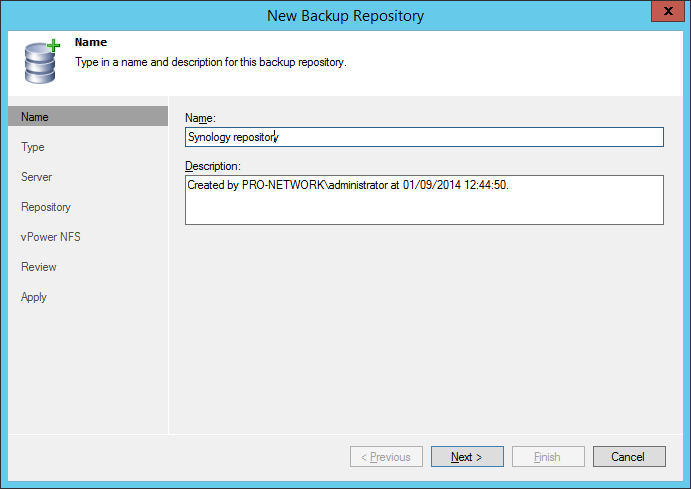 New Backup Repository
x
Name
Type in a name and description for this backup repository.
Name
Type
Server
Repository
vPower NFS
Review
Apply
Name:
Synology repository
Description:
Created by PRO-NETWORK\administrator at 01/09/2014 12:44:50.
< Previous
Next >
Finish
Cancel